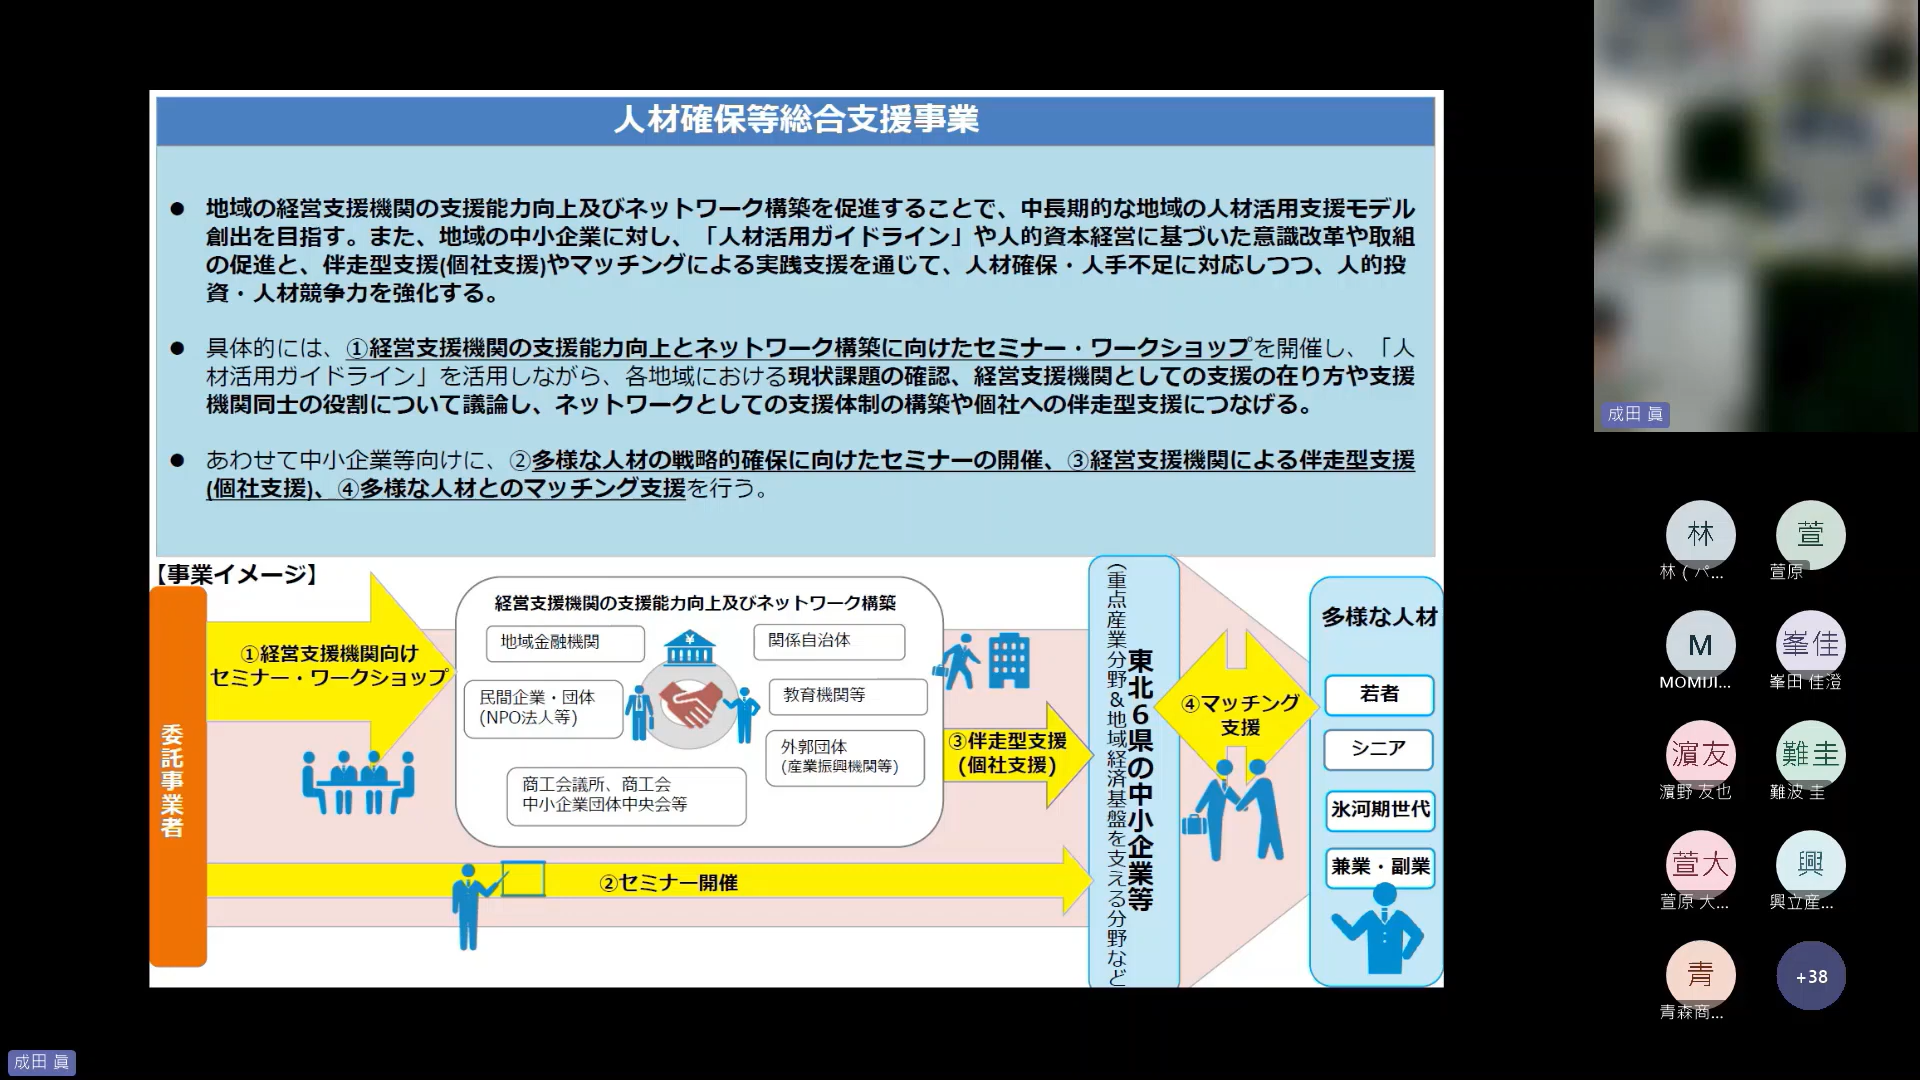 人材確保等総合支援事業
● 地域の経営支援機関の支援能力向上及びネットワーク構築を促進することで、中長期的な地域の人材活用支援モデル
創出を目指す。また、地域の中小企業に対し、「人材活用ガイドライン」や人的資本経営に基づいた意識改革や取組
の促進と、伴走型支援(個社支援)やマッチングによる実践支援を通じて、人材確保・人手不足に対応しつつ、人的投
資・人材競争力を強化する。
● 具体的には、①経営支援機関の支援能力向上とネットワーク構築に向けたセミナー・ワークショップを開催し、「人
材活用ガイドライン」を活用しながら、各地域における現状課題の確認、経営支援機関としての支援の在り方や支援
機関同士の役割について議論し、ネットワークとしての支援体制の構築や個社への伴走型支援につなげる。
● あわせて中小企業等向けに、②多様な人材の戦略的確保に向けたセミナーの開催、③経営支援機関による伴走型支援
(個社支援)、④多様な人材とのマッチング支援を行う。
【事業イメージ】
委託事業者
①経営支援機関向け
セミナー・ワークショップ
経営支援機関の支援能力向上及びネットワーク構築
地域金融機関
¥
関係自治体
民間企業・団体
(NPO法人等)
教育機関等
外郭団体
(産業振興機関等)
商工会議所、商工会
中小企業団体中央会等
③伴走型支援
(個社支援)
②セミナー開催
東北6県の中小企業等
(重点産業分野&地域経済基盤を支える分野など
④マッチング
支援
多様な人材
若者
シニア
氷河期世代
兼業・副業
成田 眞
林
林（パ...
萱
萱原
M
MOMIJI...
峯佳
峯田 佳澄
濵友
濵野 友也
難圭
難波 圭
萱大
萱原 大...
興
興立産...
青
青森商...
+38
成田 眞